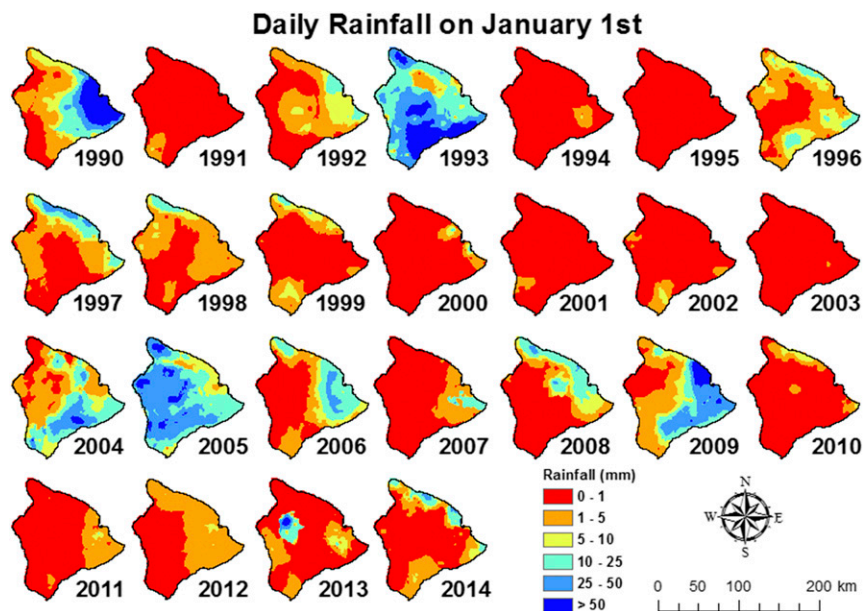 Daily Rainfall on January 1st
1990 1991 1992 1993 1994 1995 1996
1997 1998 1999 2000 2001 2002 2003
2004 2005 2006 2007 2008 2009 2010
2011 2012 2013 2014
Rainfall (mm)
0 - 1
1 - 5
5 - 10
10 - 25
25 - 50
> 50
N
W E
S
0 50 100 200 km